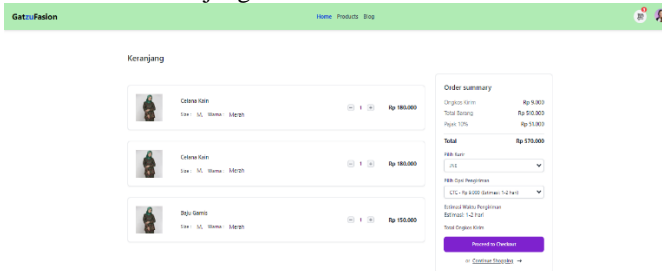 GatzuFasion
Home Products Blog
Keranjang
Celana Kain
Size : M, Warna : Merah
- 1 +
Rp 180.000
Celana Kain
Size : M, Warna : Merah
- 1 +
Rp 180.000
Baju Gamis
Size : M, Warna : Merah
- 1 +
Rp 150.000
Order summary
Ongkos Kirim Rp 9.000
Total Barang Rp 510.000
Pajak 10% Rp 51.000
Total Rp 570.000
Pilih Kurir
JNE
Pilih Opsi Pengiriman
CTC - Rp 9.000 (Estimasi: 1-2 hari)
Estimasi Waktu Pengiriman
Estimasi: 1-2 hari
Total Ongkos Kirim
Proceed to Checkout
or Continue Shopping →